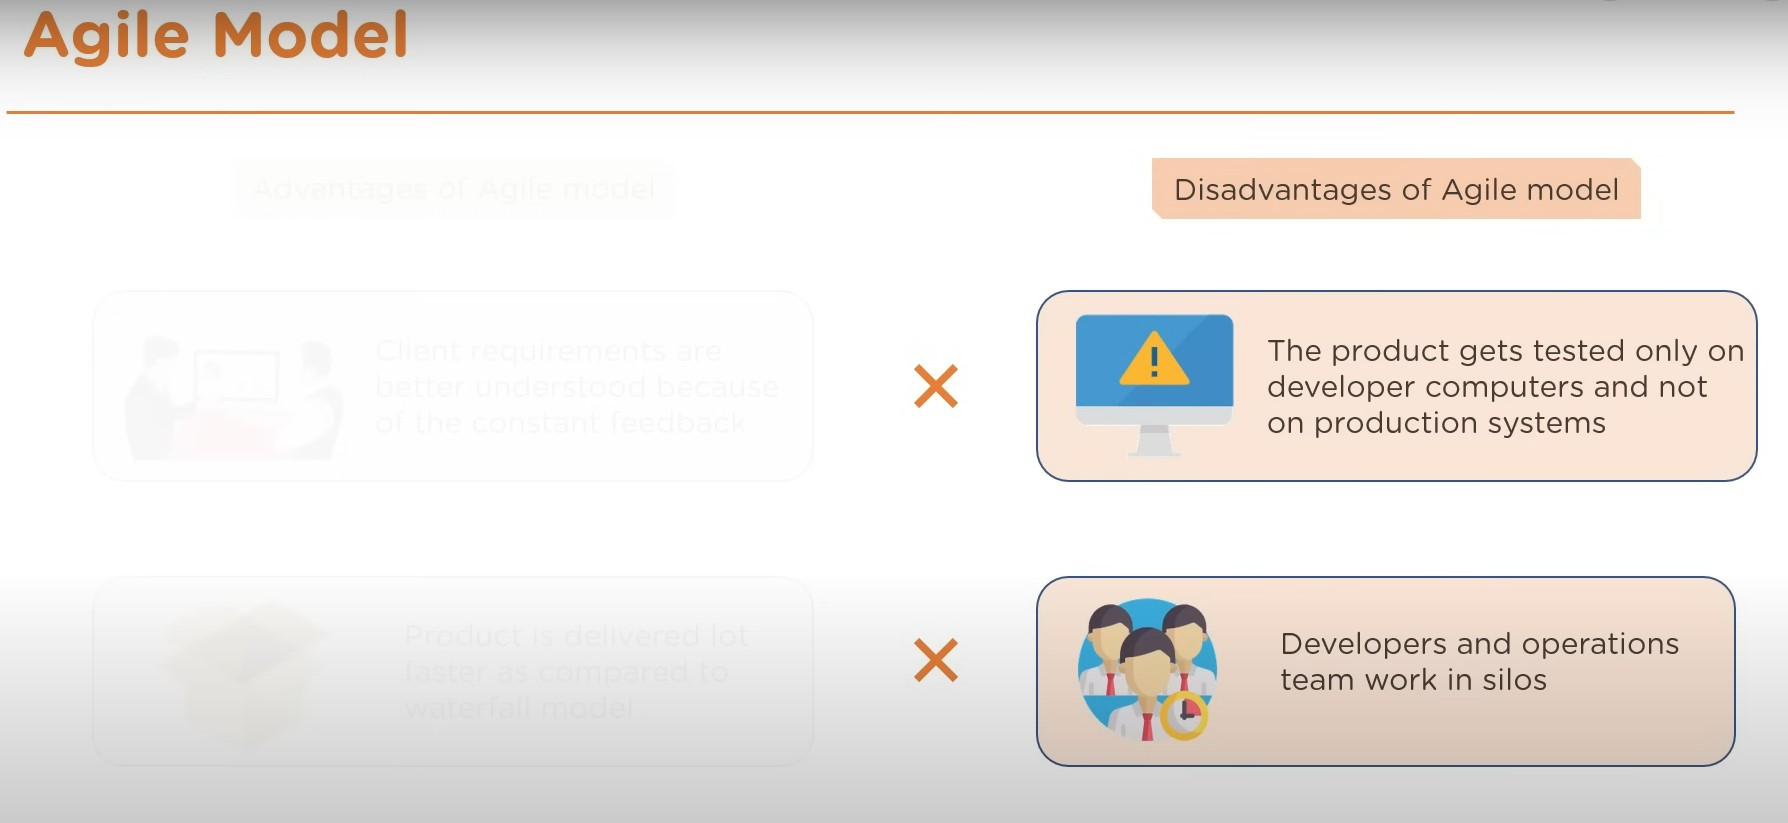 Agile Model
Advantages of Agile model
Client requirements are
better understood because
of the constant feedback
Product is delivered lot
faster as compared to
waterfall model
Disadvantages of Agile model
The product gets tested only on
developer computers and not
on production systems
Developers and operations
team work in silos